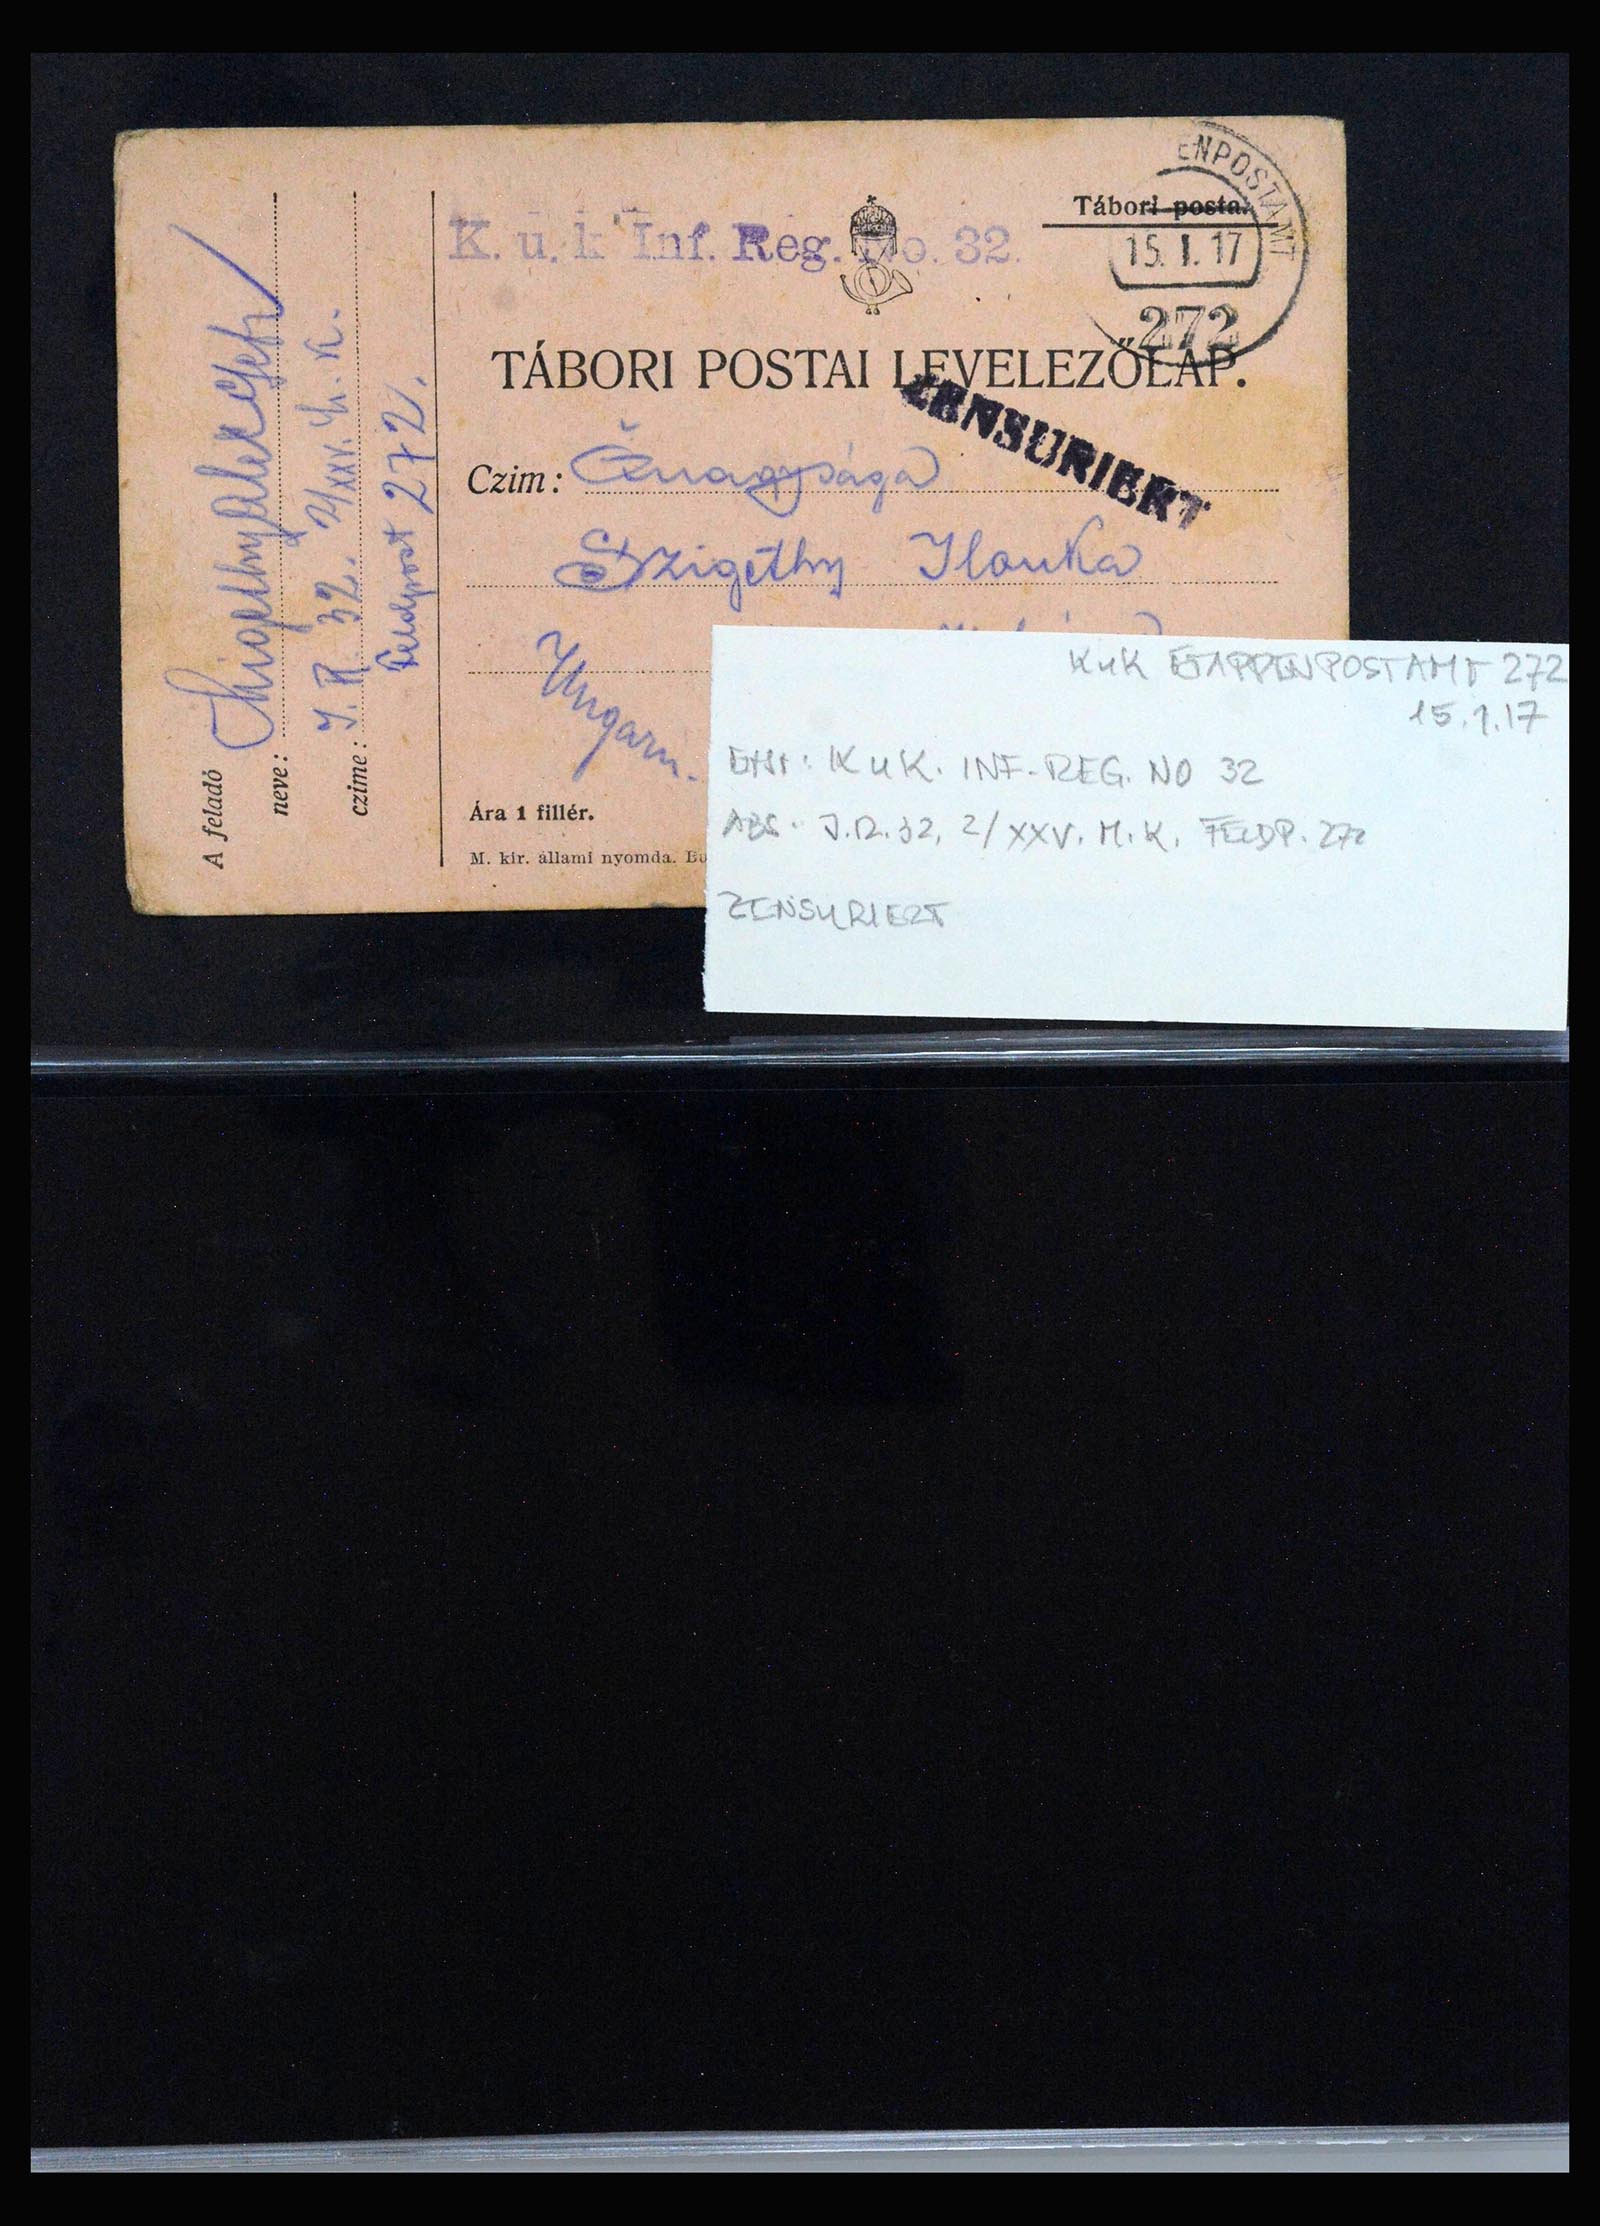 K. u. k Inf. Reg. No. 32.
Tábori posta.
ENPOSTAMT
15. I. 17
272
TÁBORI POSTAI LEVELEZŐLAP.
ZENSURIERT
Czim: Őnagysága
Szigethy Ilonka
Ungarn.
Ára 1 fillér.
M. kir. állami nyomda.
A feladó
neve:
czime: I. R. 32. 2/XXV.
Feldpost 272.
KuK ETAPPENPOSTAMT 272
15.1.17
KuK. INF-REG. NO 32
ABS. J.R.32, 2/XXV. M.K. FELDP. 272
ZENSURIERT